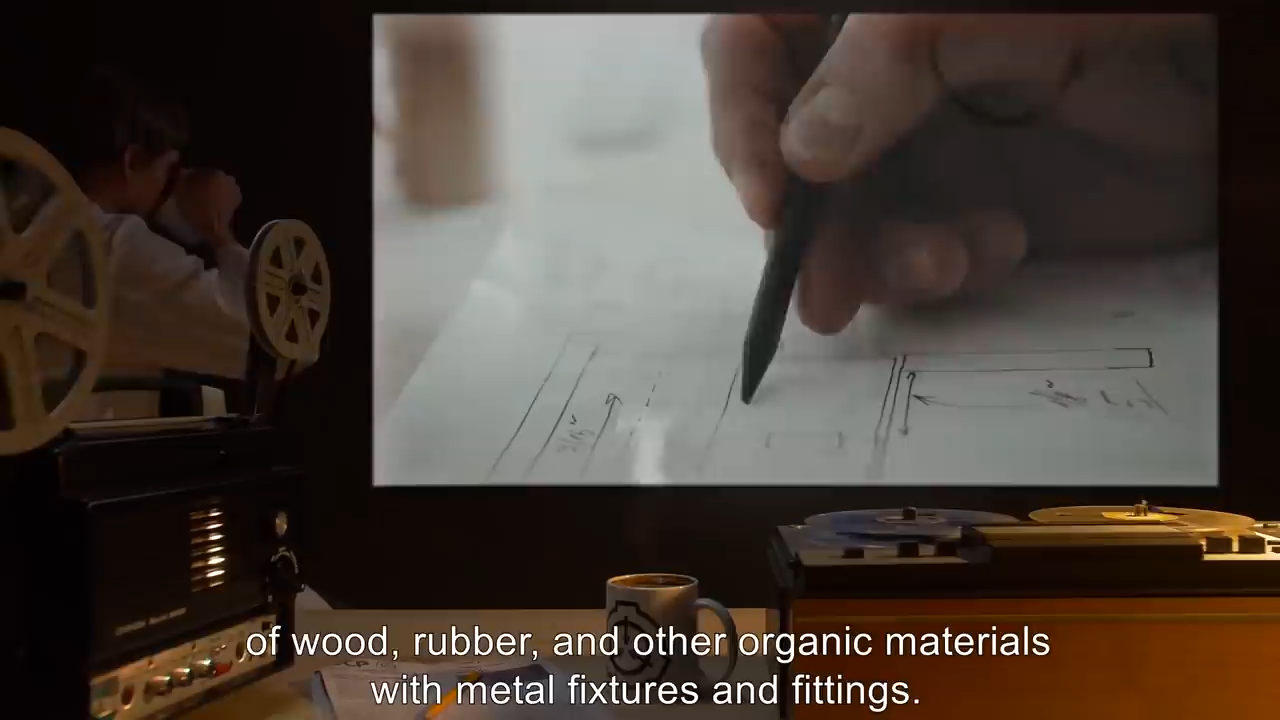 of wood, rubber, and other organic materials
with metal fixtures and fittings.